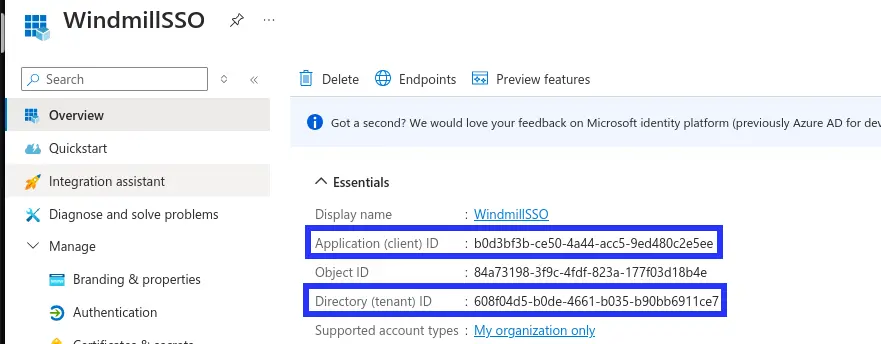 WindmillSSO
Search
Overview
Quickstart
Integration assistant
Diagnose and solve problems
Manage
Branding & properties
Authentication
Certificates & secrets
Delete Endpoints Preview features
Got a second? We would love your feedback on Microsoft identity platform (previously Azure AD for dev
Essentials
Display name : WindmillSSO
Application (client) ID : b0d3bf3b-ce50-4a44-acc5-9ed480c2e5ee
Object ID : 84a73198-3f9c-4fdf-823a-177f03d18b4e
Directory (tenant) ID : 608f04d5-b0de-4661-b035-b90bb6911ce7
Supported account types : My organization only